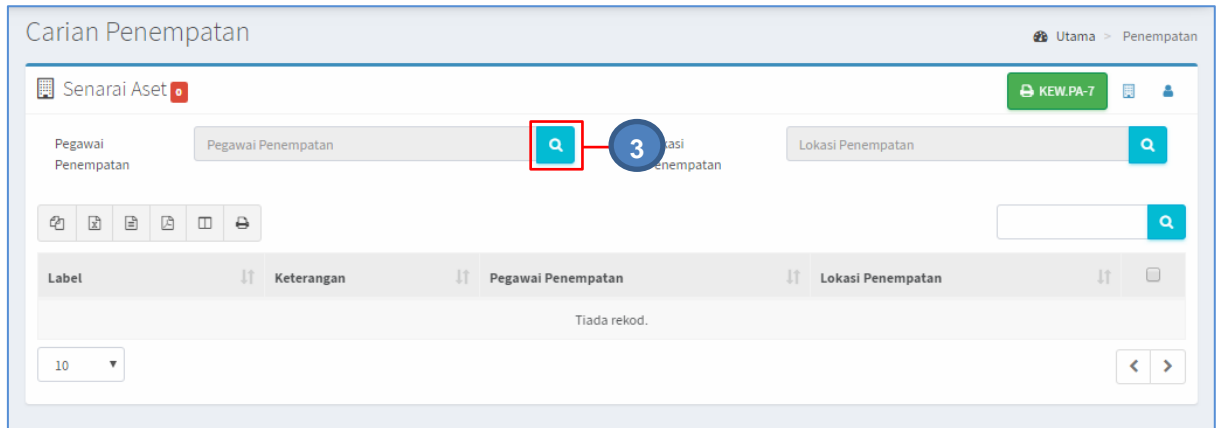 Carian Penempatan
Utama > Penempatan
Senarai Aset 0
KEW.PA-7
Pegawai Penempatan
Pegawai Penempatan
3
Penempatan
Lokasi Penempatan
Label
Keterangan
Pegawai Penempatan
Lokasi Penempatan
Tiada rekod.
10